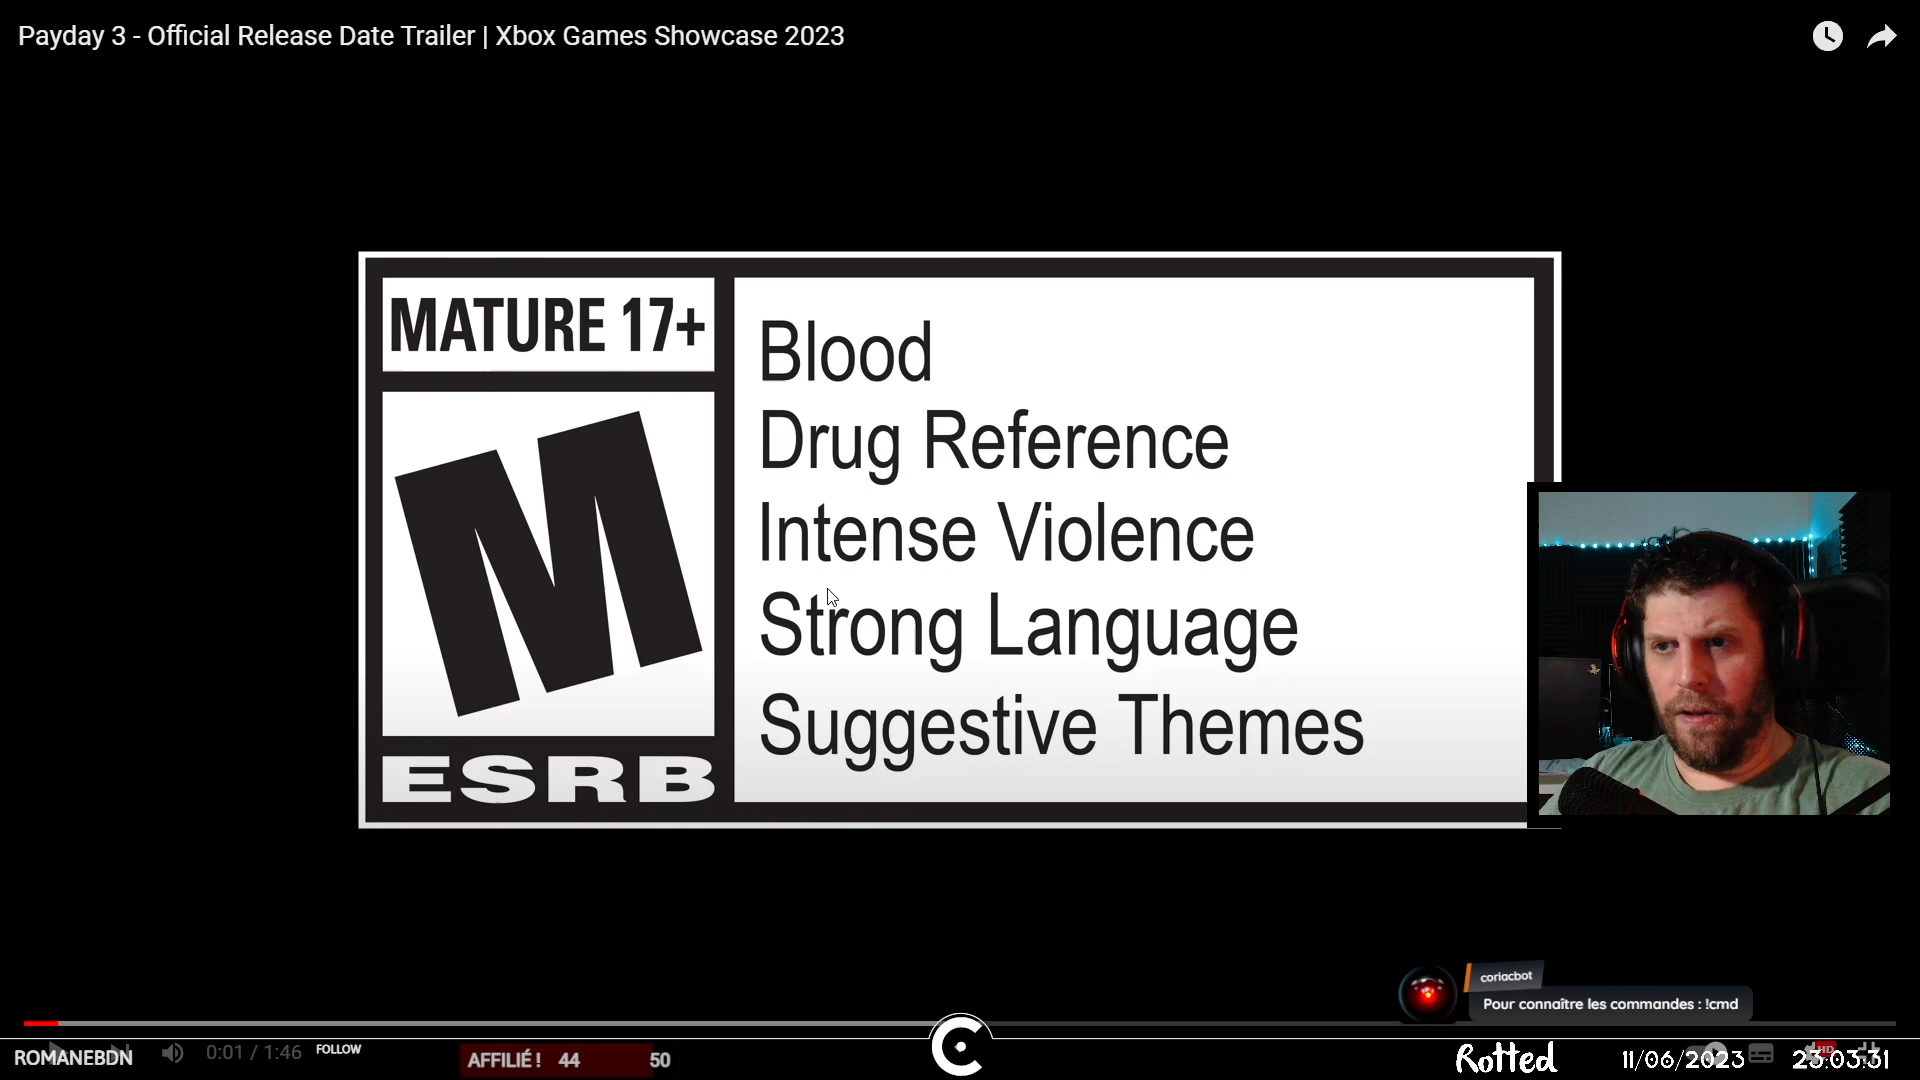 Payday 3 - Official Release Date Trailer | Xbox Games Showcase 2023
MATURE 17+
M
ESRB
Blood
Drug Reference
Intense Violence
Strong Language
Suggestive Themes
coriacbot
Pour connaître les commandes : !cmd
ROMANEBDN
0:01 / 1:46
FOLLOW
AFFILIÉ ! 44 50
Rotted
11/06/2023
23:03:31
HD